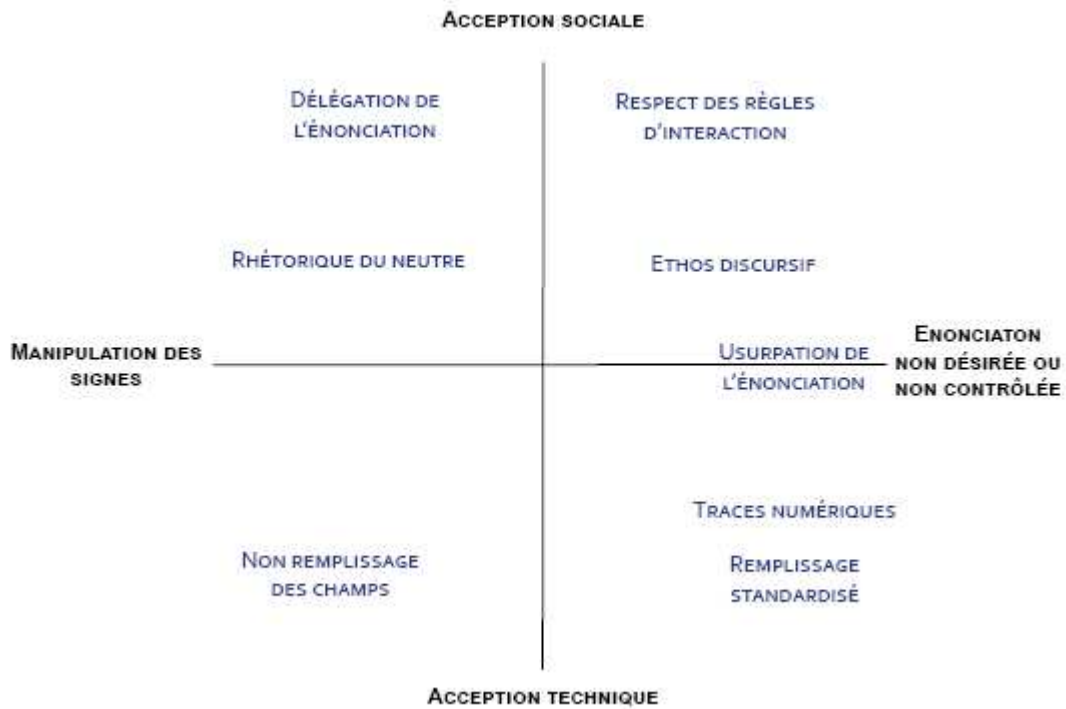 Acception sociale
Délégation de
l'énonciation
Respect des règles
d'interaction
Rhétorique du neutre
Ethos discursif
Manipulation des
signes
Usurpation de
l'énonciation
Enonciaton
non désirée ou
non contrôlée
Traces numériques
Non remplissage
des champs
Remplissage
standardisé
Acception technique